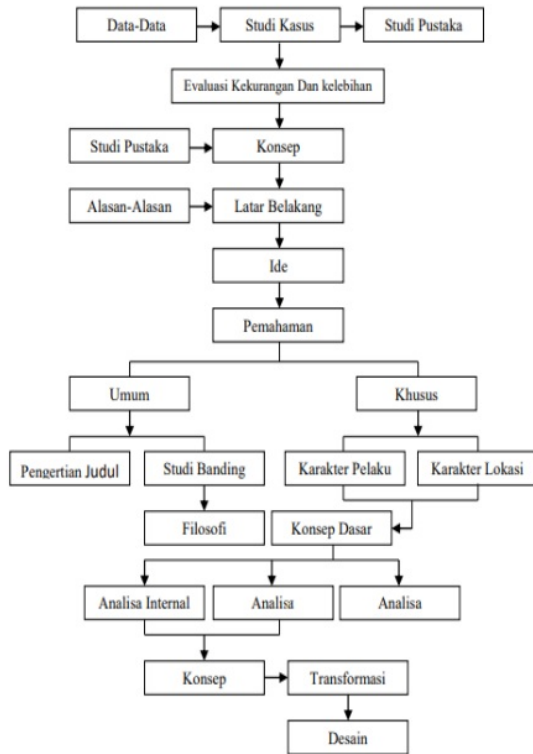 Data-Data
Studi Kasus
Studi Pustaka
Evaluasi Kekurangan Dan kelebihan
Studi Pustaka
Konsep
Alasan-Alasan
Latar Belakang
Ide
Pemahaman
Umum
Khusus
Pengertian Judul
Studi Banding
Karakter Pelaku
Karakter Lokasi
Filosofi
Konsep Dasar
Analisa Internal
Analisa
Analisa
Konsep
Transformasi
Desain